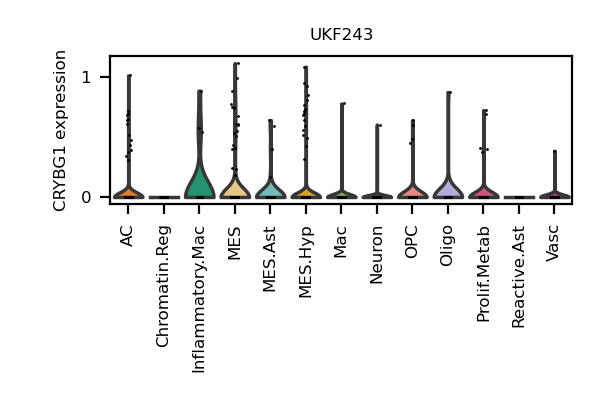 UKF243
CRYBG1 expression
1
0
AC
Chromatin.Reg
Inflammatory.Mac
MES
MES.Ast
MES.Hyp
Mac
Neuron
OPC
Oligo
Prolif.Metab
Reactive.Ast
Vasc